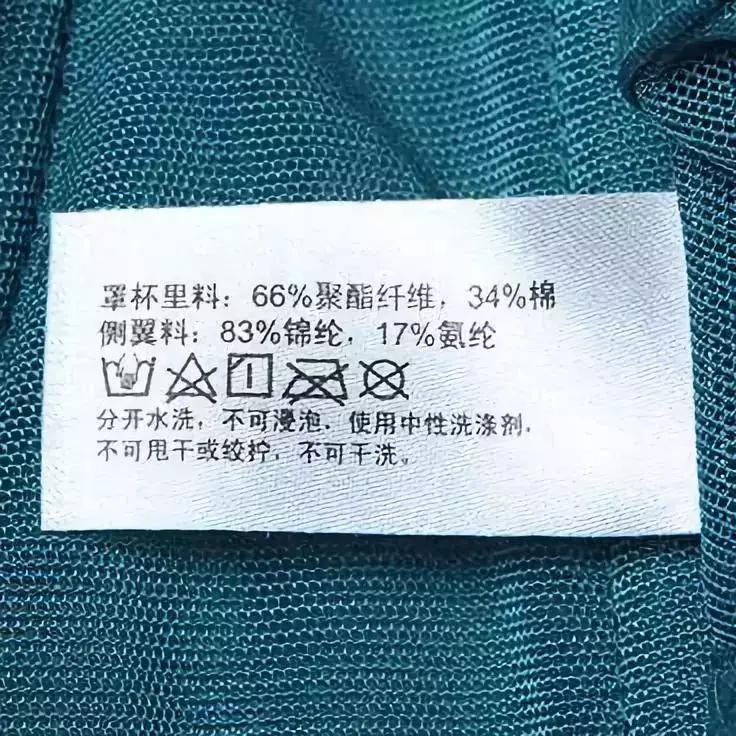 罩杯里料：66%聚酯纤维，34%棉
侧翼料：83%锦纶，17%氨纶
分开水洗，不可浸泡，使用中性洗涤剂，
不可甩干或绞拧，不可干洗。